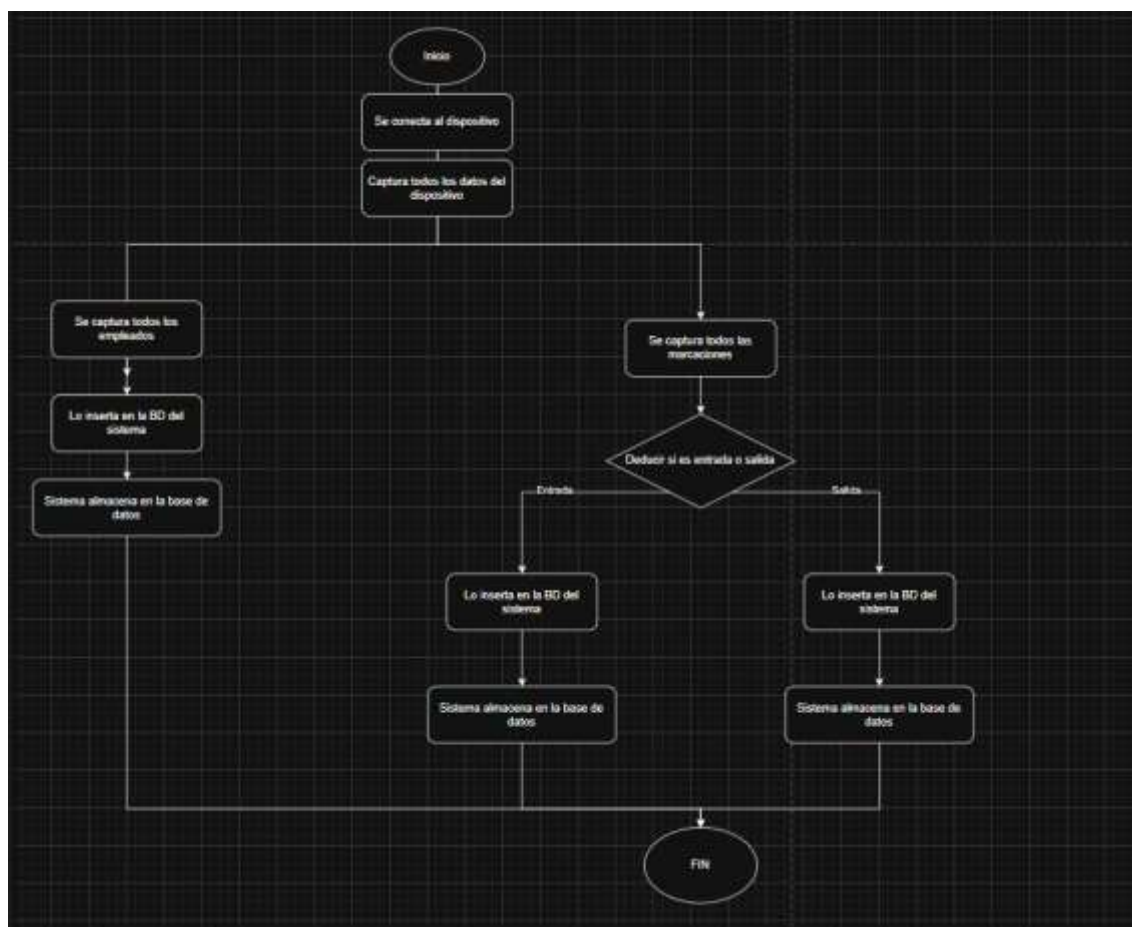 Inicio
Se conecta al dispositivo
Captura todos los datos del
dispositivo
Se captura todos los
empleados
Se captura todos las
marcaciones
Lo inserta en la BD del
sistema
Deducir si es entrada o salida
Sistema almacena en la base de
datos
Entrada
Salida
Lo inserta en la BD del
sistema
Lo inserta en la BD del
sistema
Sistema almacena en la base de
datos
Sistema almacena en la base de
datos
FIN